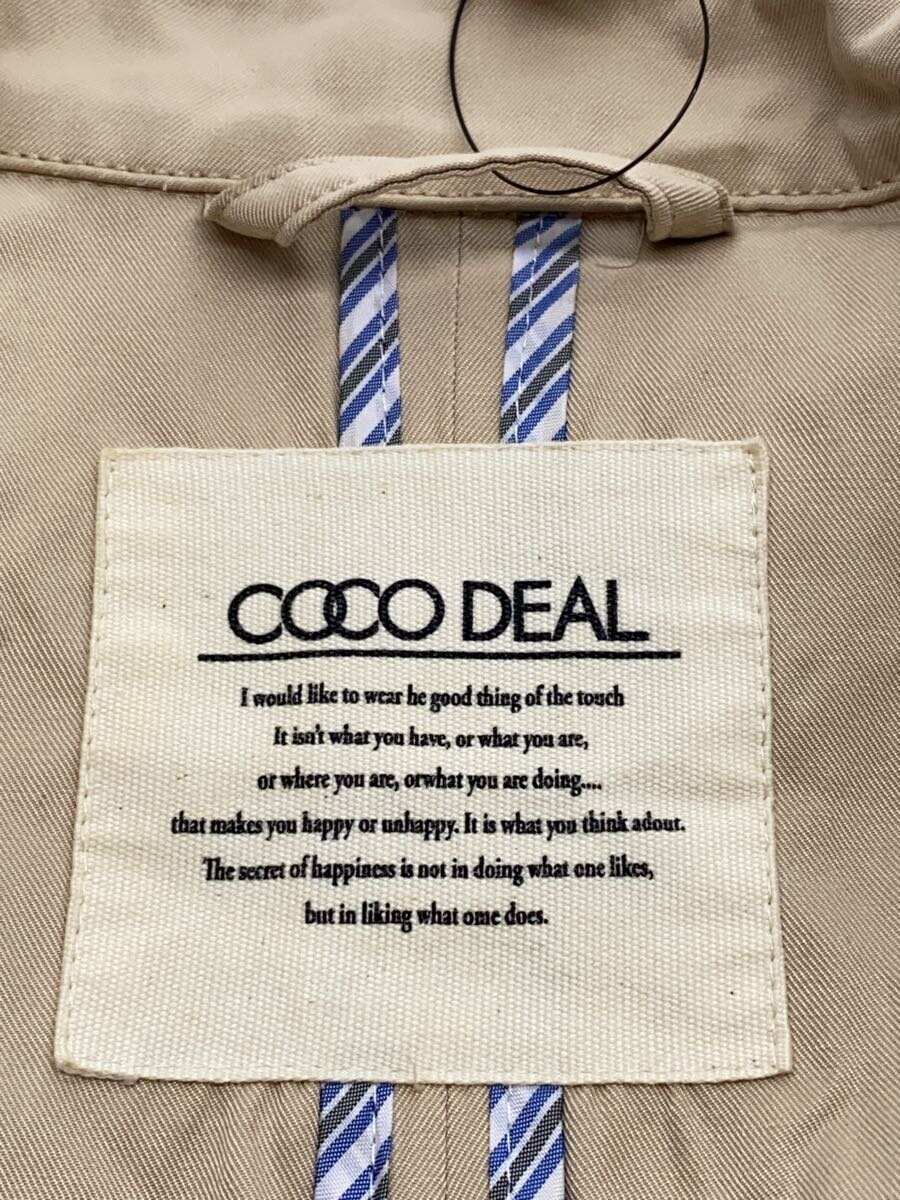 COCO DEAL
I would like to wear he good thing of the touch
It isn't what you have, or what you are,
or where you are, orwhat you are doing....
that makes you happy or unhappy. It is what you think adout.
The secret of happiness is not in doing what one likes,
but in liking what ome does.